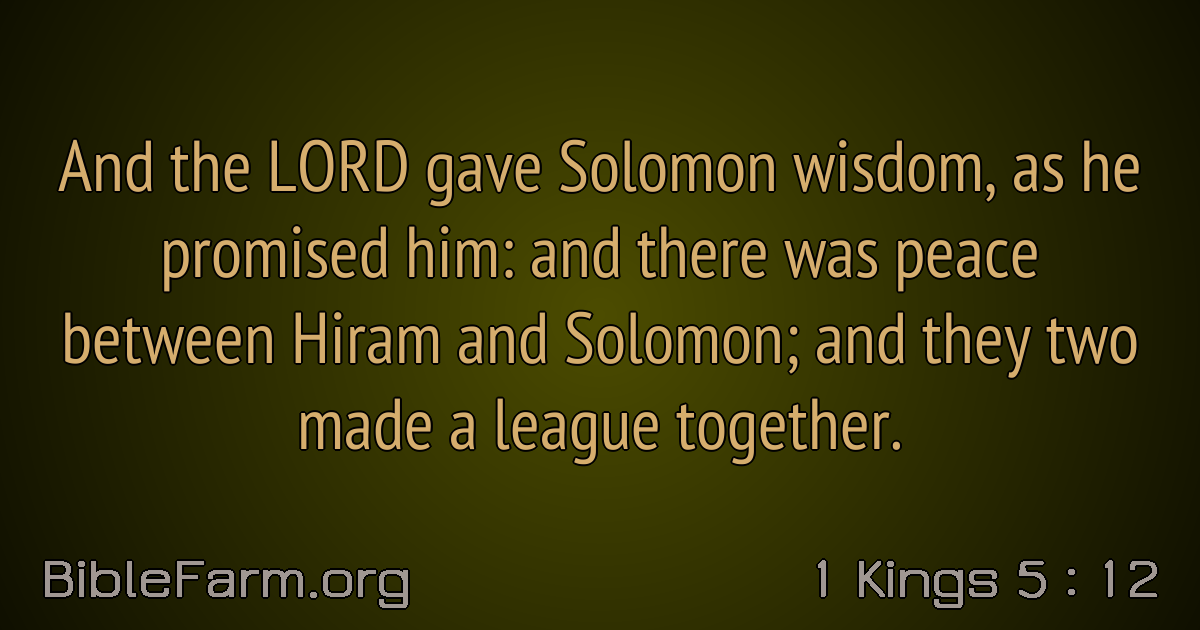 And the LORD gave Solomon wisdom, as he
promised him: and there was peace
between Hiram and Solomon; and they two
made a league together.
BibleFarm.org
1 Kings 5 : 12